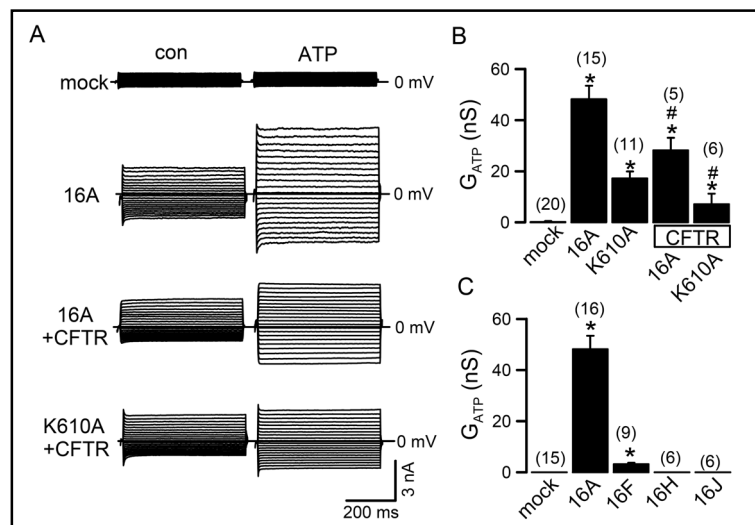 A
con ATP
mock 0 mV
16A 0 mV
16A
+CFTR 0 mV
K610A
+CFTR 0 mV
3 nA
200 ms
B
GATP (nS)
60
40
20
0
(20) (15) (11) (5) (6)
* * # * # *
mock 16A K610A 16A K610A
CFTR
C
GATP (nS)
60
40
20
0
(15) (16) (9) (6) (6)
* *
mock 16A 16F 16H 16J